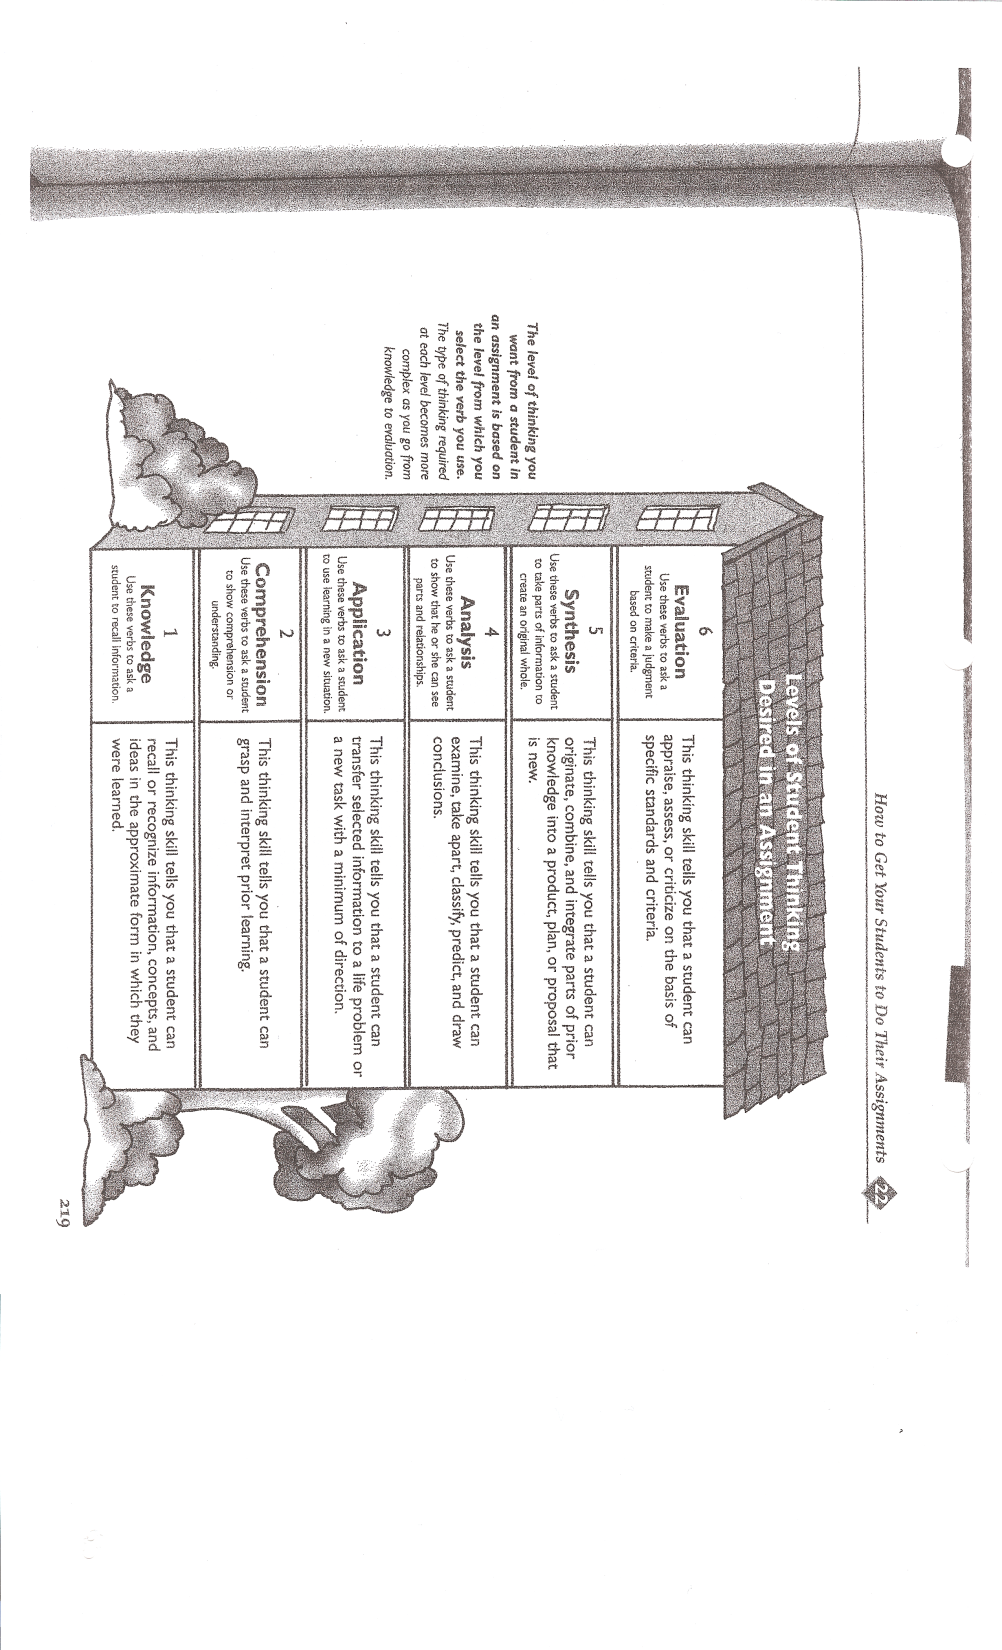 How to Get Your Students to Do Their Assignments 22
Levels of Student Thinking
Desired in an Assignment
The level of thinking you
want from a student in
an assignment is based on
the level from which you
select the verb you use.
The type of thinking required
at each level becomes more
complex as you go from
knowledge to evaluation.
6
Evaluation
Use these verbs to ask a
student to make a judgment
based on criteria.
This thinking skill tells you that a student can
appraise, assess, or criticize on the basis of
specific standards and criteria.
5
Synthesis
Use these verbs to ask a student
to take parts of information to
create an original whole.
This thinking skill tells you that a student can
originate, combine, and integrate parts of prior
knowledge into a product, plan, or proposal that
is new.
4
Analysis
Use these verbs to ask a student
to show that he or she can see
parts and relationships.
This thinking skill tells you that a student can
examine, take apart, classify, predict, and draw
conclusions.
3
Application
Use these verbs to ask a student
to use learning in a new situation.
This thinking skill tells you that a student can
transfer selected information to a life problem or
a new task with a minimum of direction.
2
Comprehension
Use these verbs to ask a student
to show comprehension or
understanding.
This thinking skill tells you that a student can
grasp and interpret prior learning.
1
Knowledge
Use these verbs to ask a
student to recall information.
This thinking skill tells you that a student can
recall or recognize information, concepts, and
ideas in the approximate form in which they
were learned.
219